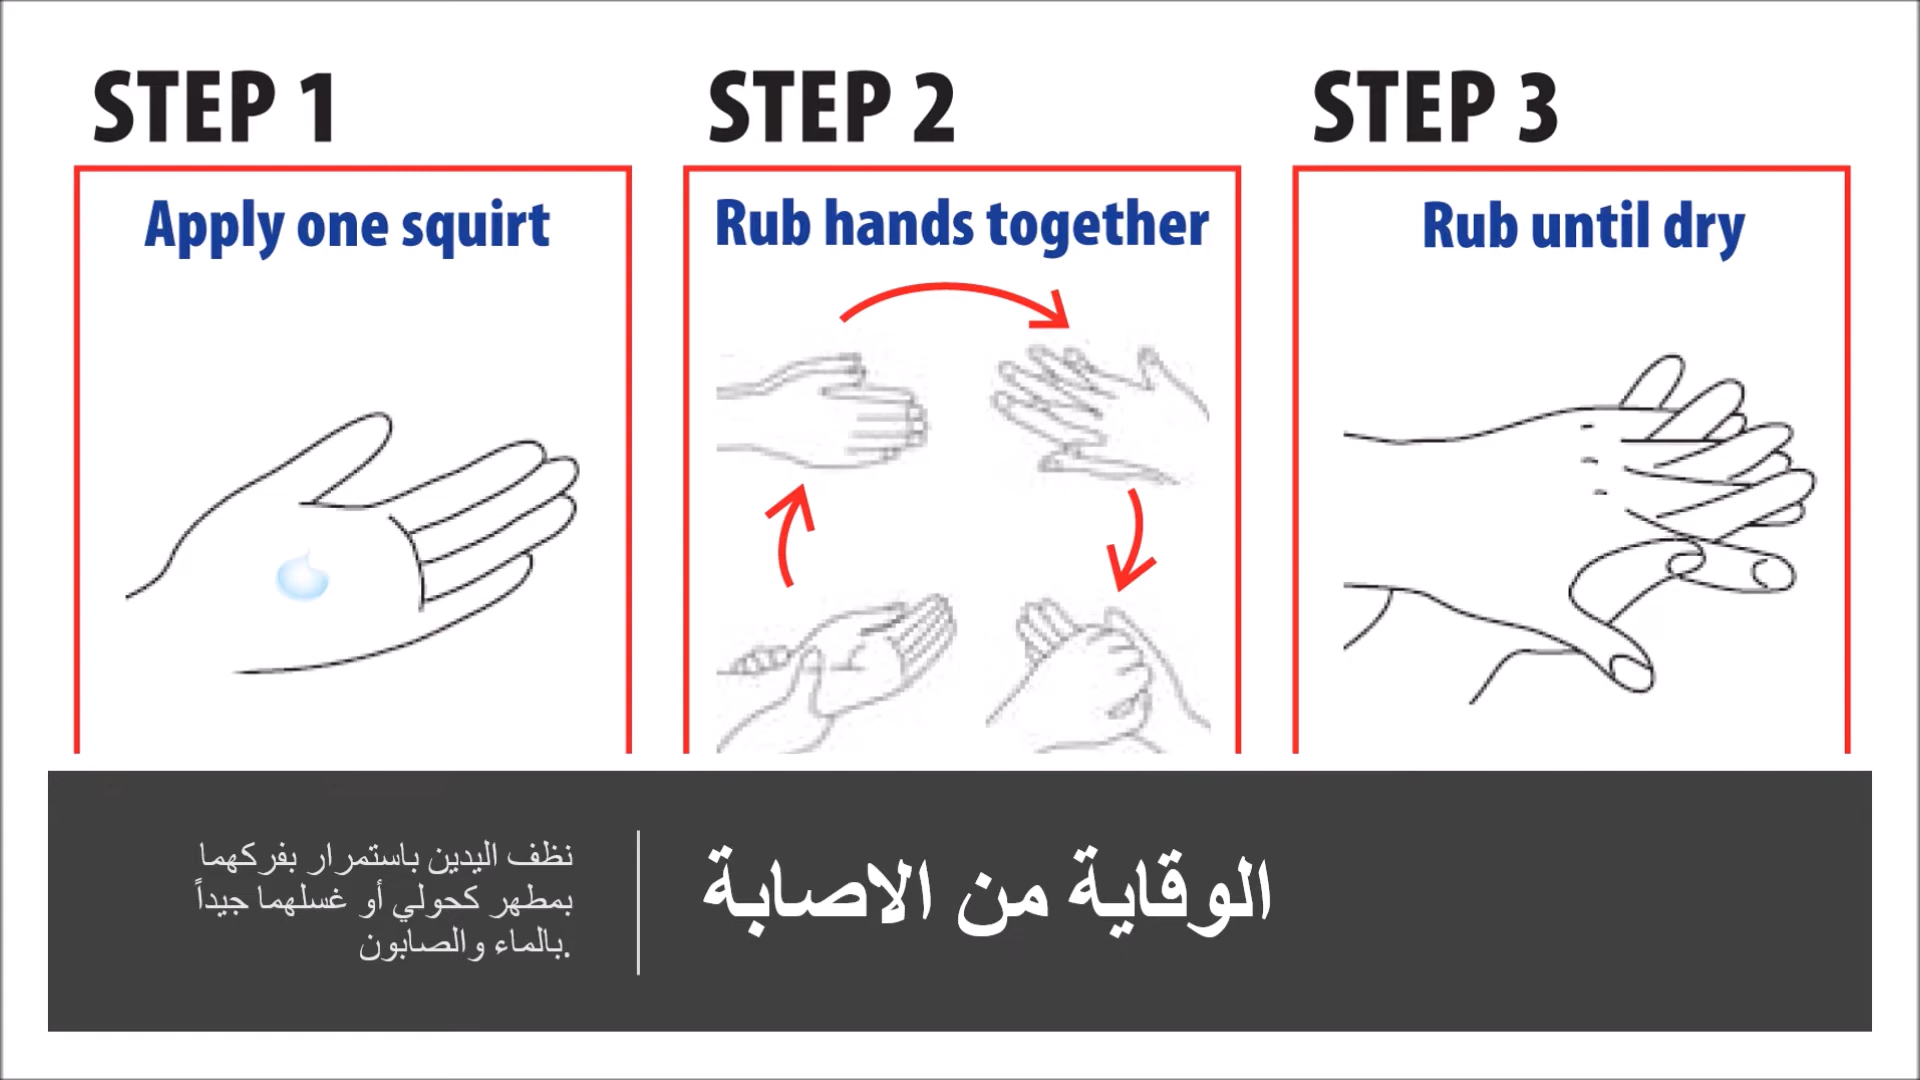 STEP 1
Apply one squirt
STEP 2
Rub hands together
STEP 3
Rub until dry
الوقاية من الاصابة
نظف اليدين باستمرار بفركهما
بمطهر كحولي أو غسلهما جيداً
.بالماء والصابون